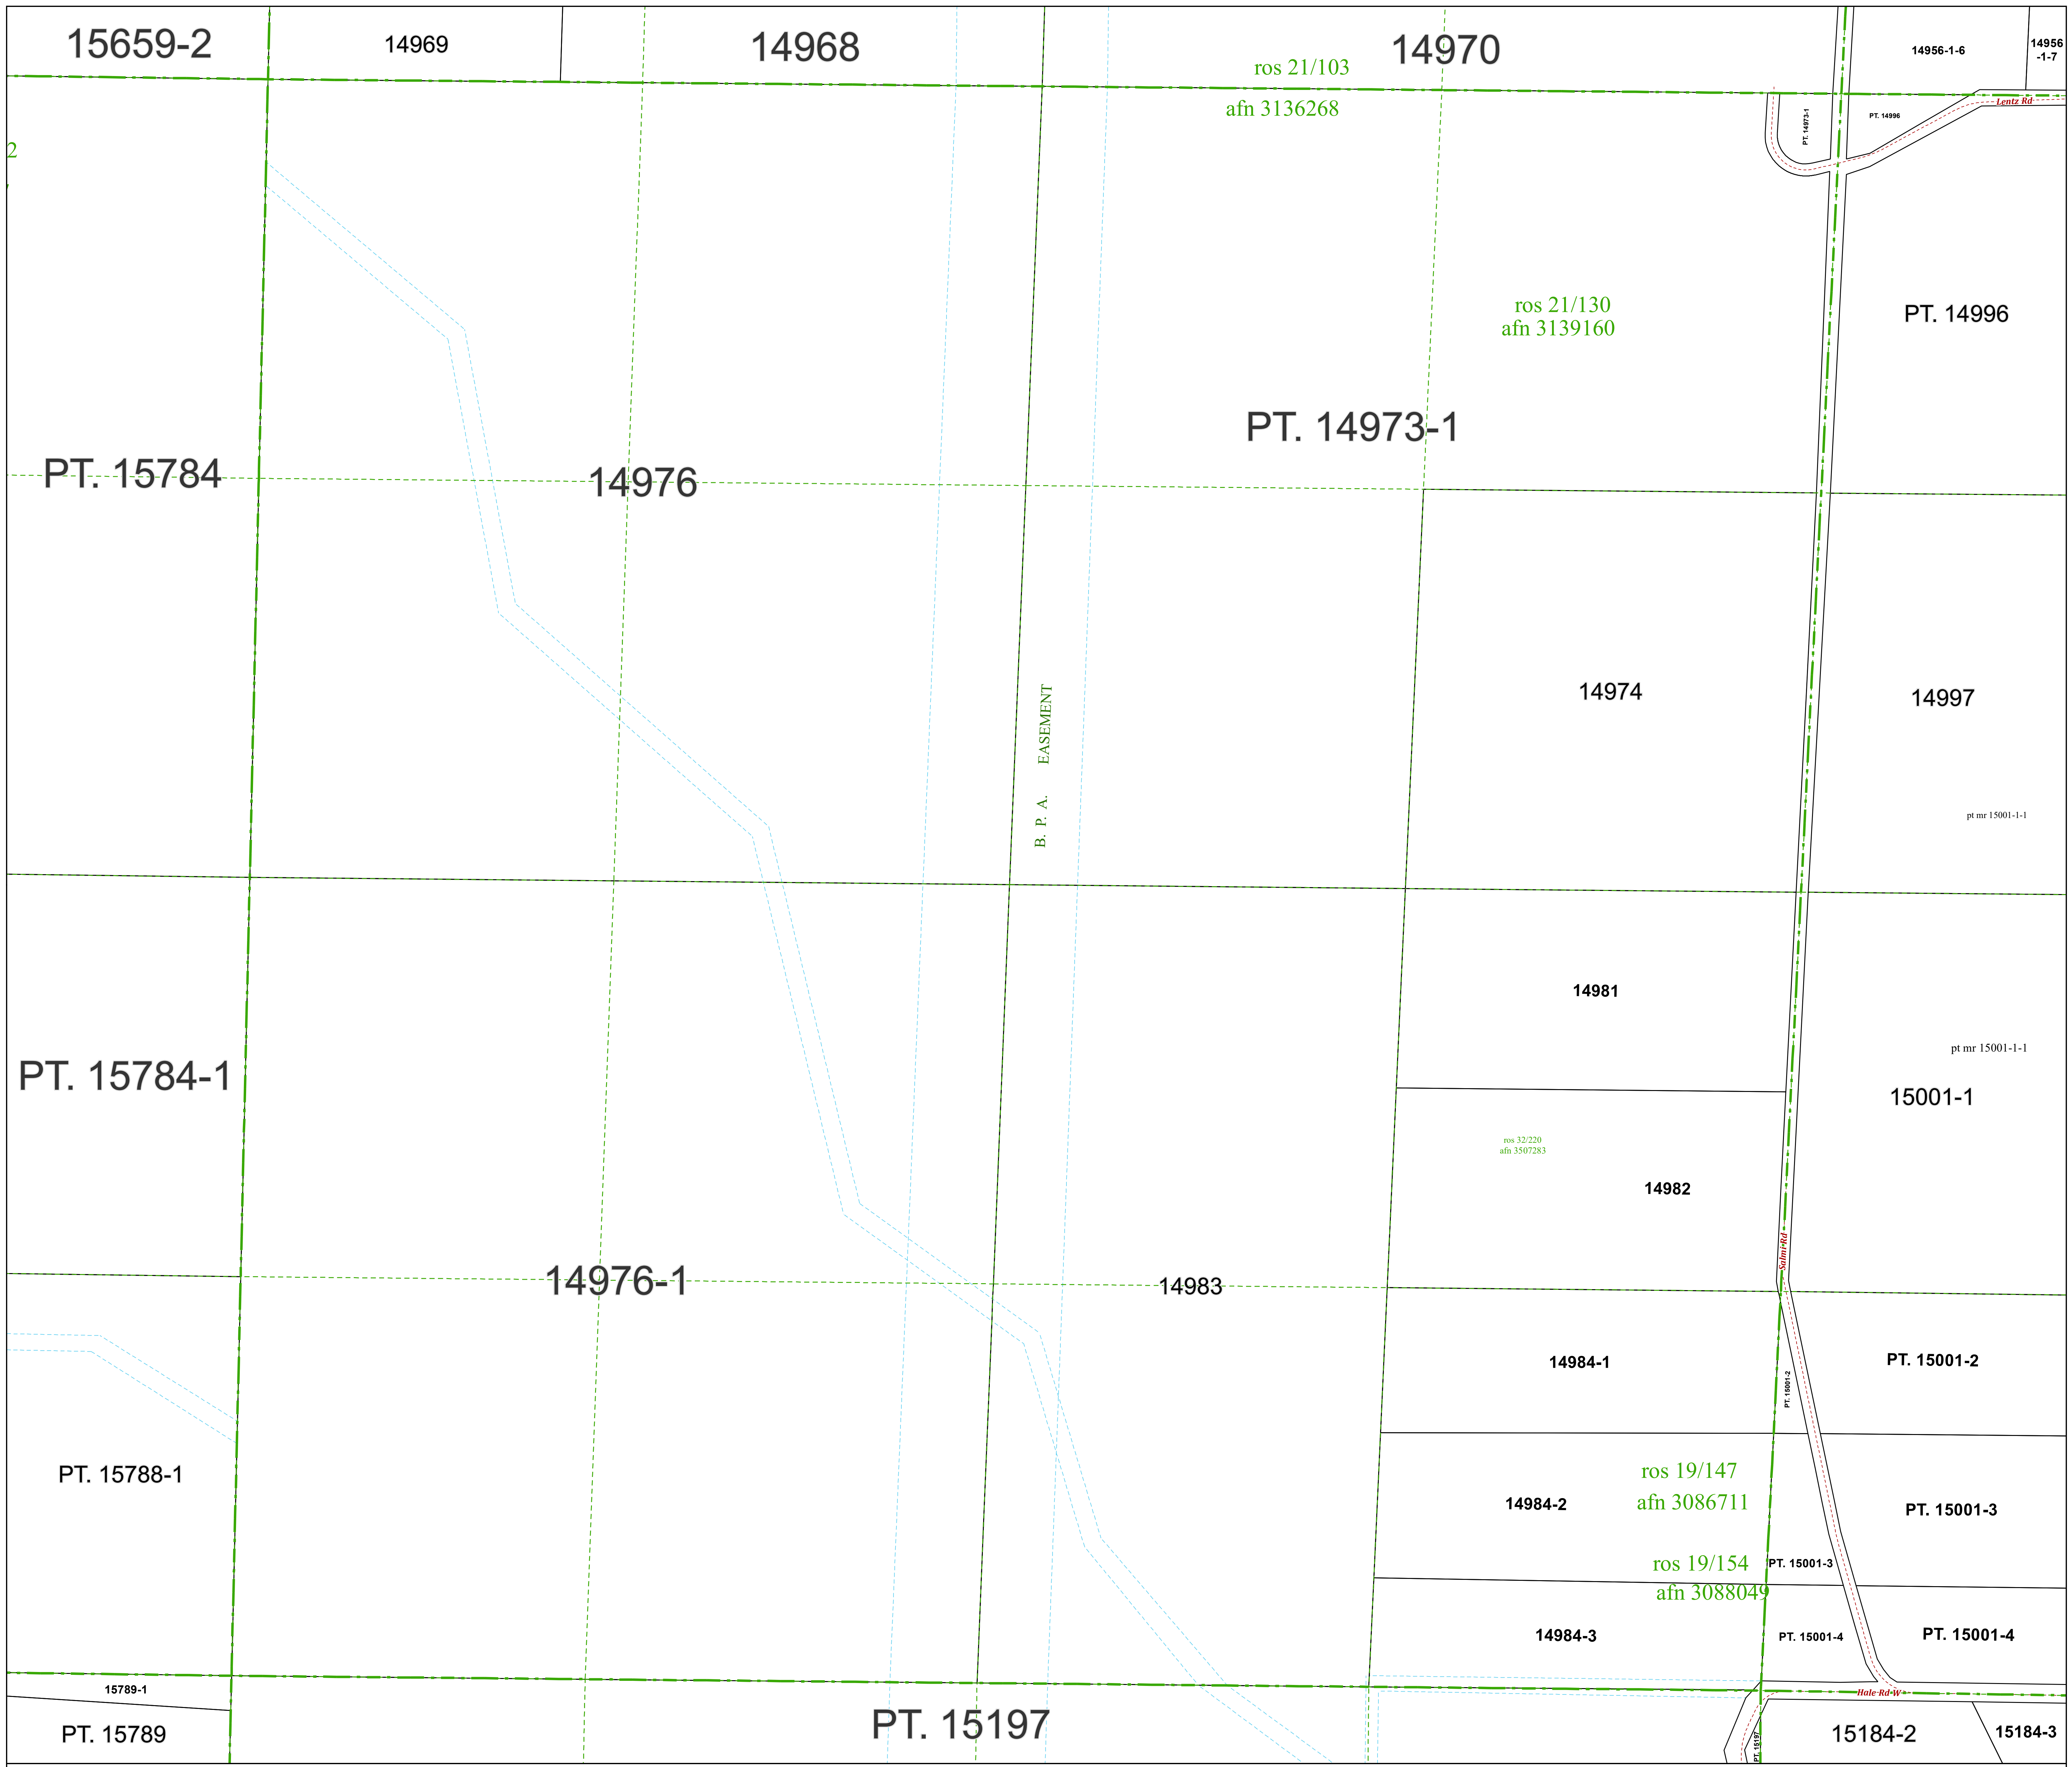 15659-2
14969
14968
14970
14956-1-6
14956
-1-7
ros 21/103
afn 3136268
Lentz Rd
PT. 14973-1
PT. 14996
2
ros 21/130
afn 3139160
PT. 14996
PT. 14973-1
PT. 15784
14976
14974
14997
B. P. A. EASEMENT
pt mr 15001-1-1
14981
pt mr 15001-1-1
PT. 15784-1
15001-1
ros 32/220
afn 3507283
14982
Salmi Rd
14976-1
14983
14984-1
PT. 15001-2
PT. 15001-2
PT. 15788-1
ros 19/147
14984-2
afn 3086711
PT. 15001-3
ros 19/154
PT. 15001-3
afn 3088049
14984-3
PT. 15001-4
PT. 15001-4
15789-1
Hale Rd W
PT. 15789
PT. 15197
PT. 15197
15184-2
15184-3